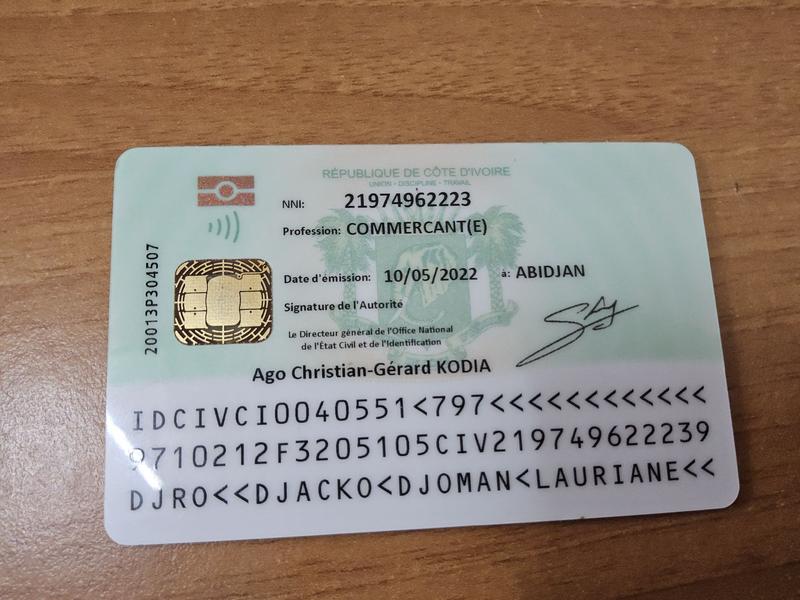 RÉPUBLIQUE DE CÔTE D'IVOIRE
UNION - DISCIPLINE - TRAVAIL
NNI: 21974962223
Profession: COMMERCANT(E)
20013P304507
Date d'émission: 10/05/2022 à: ABIDJAN
Signature de l'Autorité
Le Directeur général de l'Office National
de l'État Civil et de l'Identification
Ago Christian-Gérard KODIA
IDCIVCI0040551<797<<<<<<<<<<<<
9710212F3205105CIV219749622239
DJRO<<DJACKO<DJOMAN<LAURIANE<<